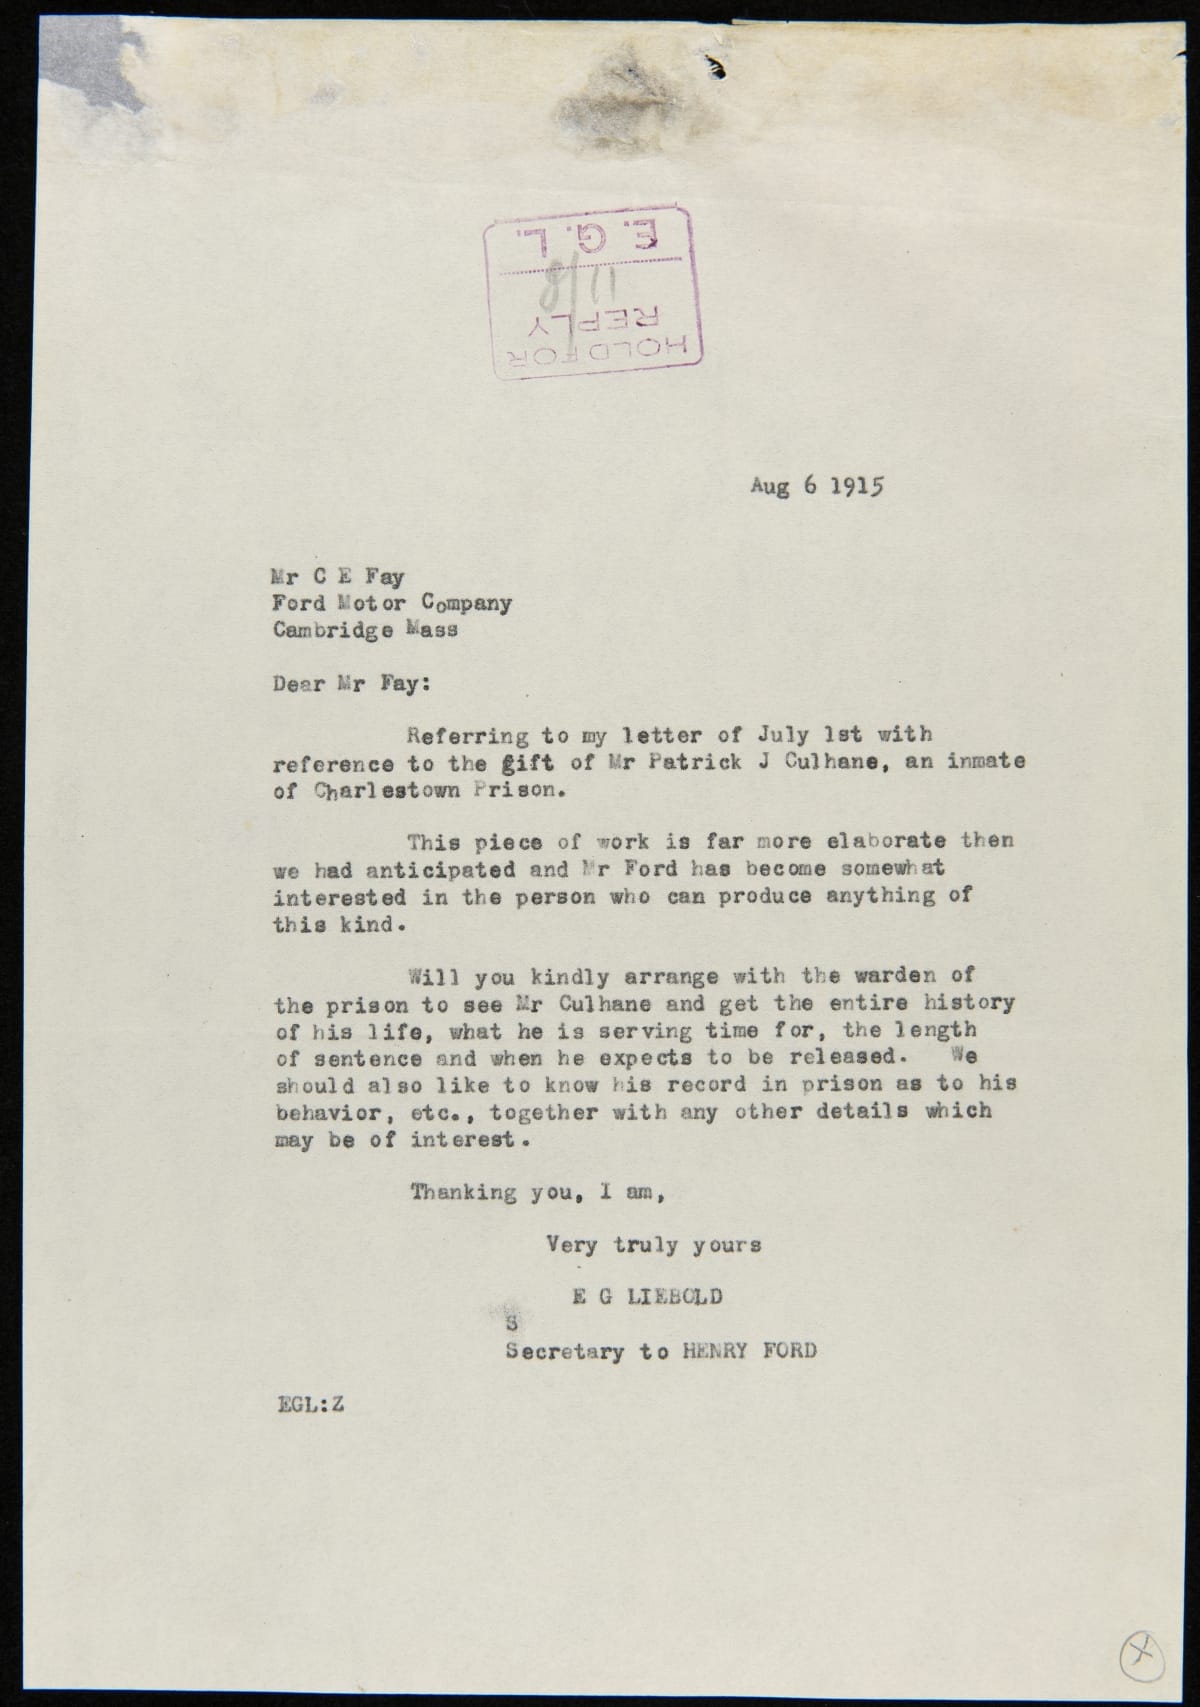 HOLD FOR
REPLY
8/11
E. G. L.
Aug 6 1915
Mr C E Fay
Ford Motor Company
Cambridge Mass
Dear Mr Fay:
Referring to my letter of July 1st with
reference to the gift of Mr Patrick J Culhane, an inmate
of Charlestown Prison.
This piece of work is far more elaborate then
we had anticipated and Mr Ford has become somewhat
interested in the person who can produce anything of
this kind.
Will you kindly arrange with the warden of
the prison to see Mr Culhane and get the entire history
of his life, what he is serving time for, the length
of sentence and when he expects to be released. We
should also like to know his record in prison as to his
behavior, etc., together with any other details which
may be of interest.
Thanking you, I am,
Very truly yours
E G LIEBOLD
S
Secretary to HENRY FORD
EGL:Z
X